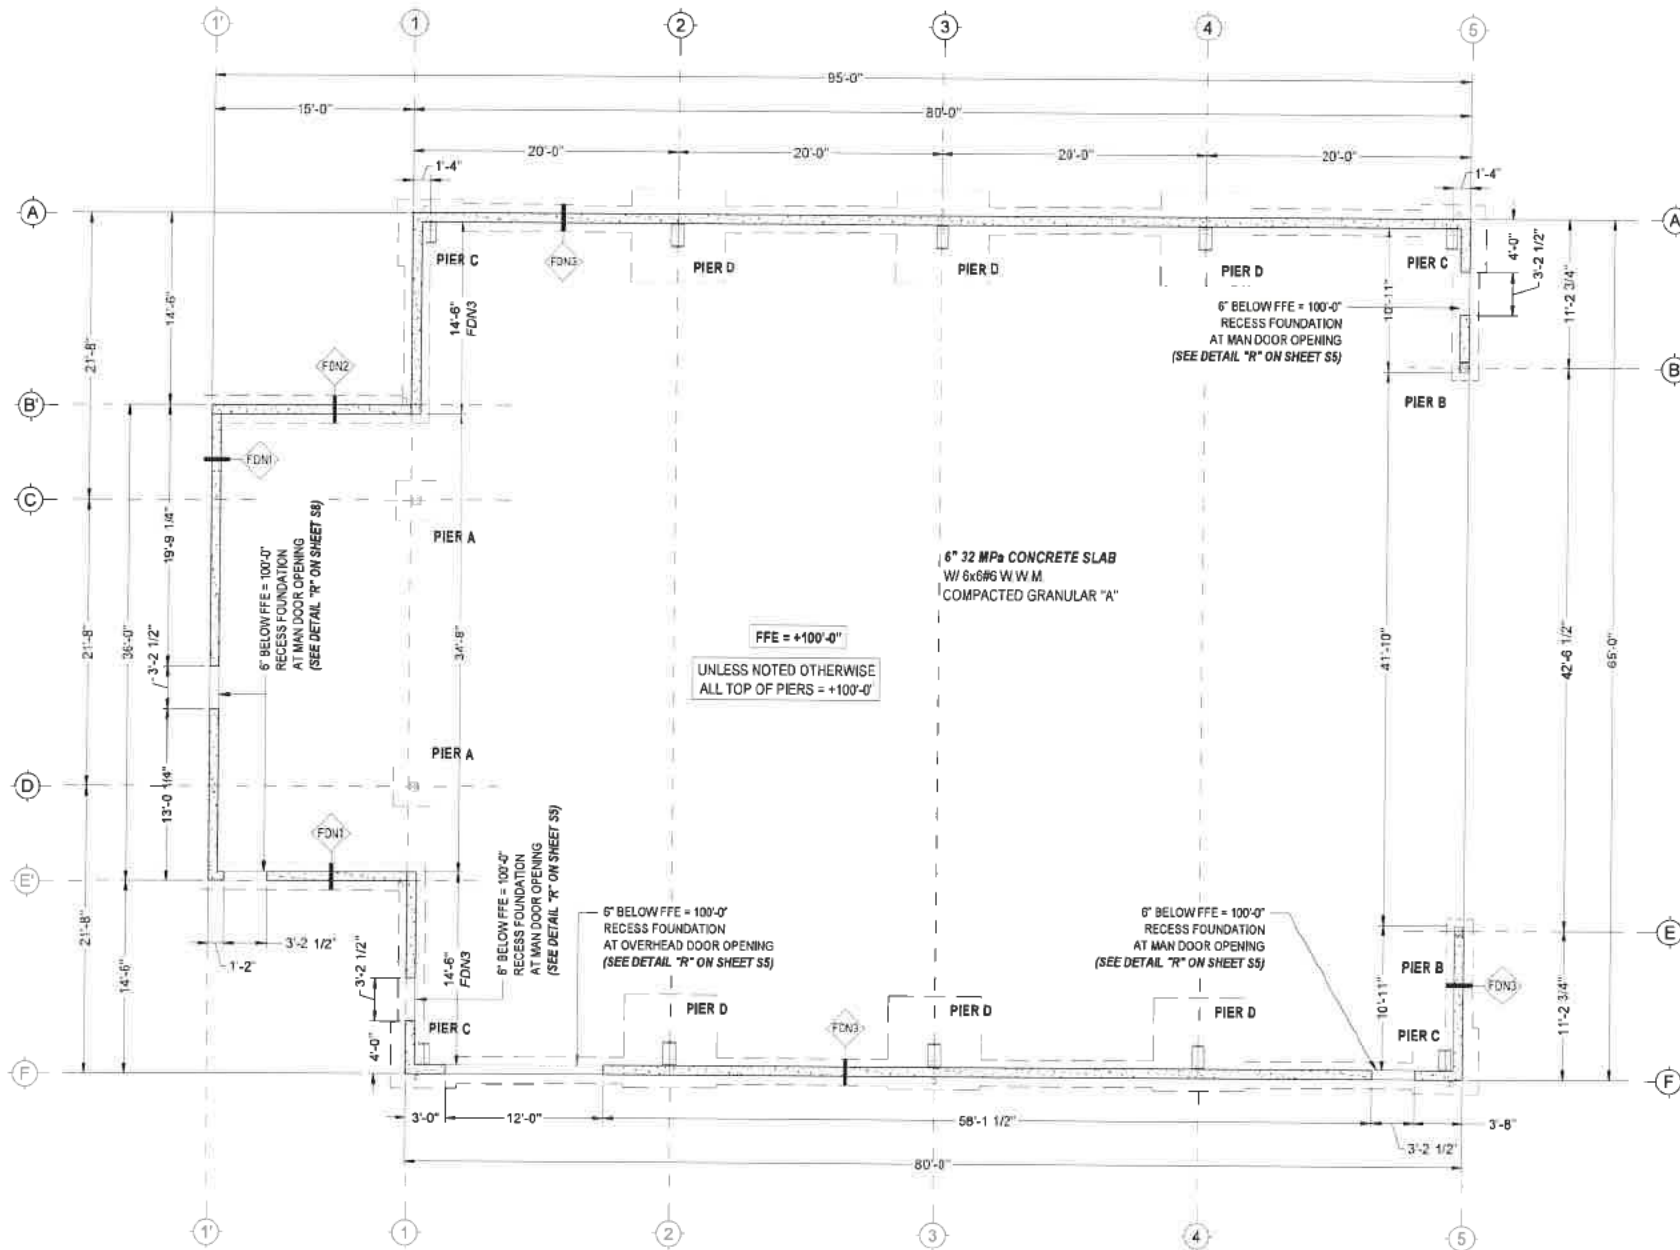 1' 1 2 3 4 5
95'-0"
15'-0" 80'-0"
20'-0" 20'-0" 20'-0" 20'-0"
1'-4" 1'-4"
A A
PIER C FDN3 PIER D PIER D PIER D PIER C
4'-0"
3'-2 1/2"
21'-8" 14'-6"
14'-6"
FDN3
10'-11" 11'-2 3/4"
6" BELOW FFE = 100'-0"
RECESS FOUNDATION
AT MAN DOOR OPENING
(SEE DETAIL "R" ON SHEET S5)
FDN2
B' B
PIER B
FDN1
C
PIER A
6" BELOW FFE = 100'-0"
RECESS FOUNDATION
AT MAN DOOR OPENING
(SEE DETAIL "R" ON SHEET S8)
19'-9 1/4"
21'-8" 36'-0" 3'-2 1/2" 34'-8"
6" 32 MPa CONCRETE SLAB
W/ 6x6#6 W.W.M.
COMPACTED GRANULAR "A"
FFE = +100'-0"
UNLESS NOTED OTHERWISE
ALL TOP OF PIERS = +100'-0"
41'-10" 42'-6 1/2" 65'-0"
PIER A
D
13'-0 1/4"
FDN1
E'
6" BELOW FFE = 100'-0"
RECESS FOUNDATION
AT MAN DOOR OPENING
(SEE DETAIL "R" ON SHEET S5)
6" BELOW FFE = 100'-0"
RECESS FOUNDATION
AT OVERHEAD DOOR OPENING
(SEE DETAIL "R" ON SHEET S5)
6" BELOW FFE = 100'-0"
RECESS FOUNDATION
AT MAN DOOR OPENING
(SEE DETAIL "R" ON SHEET S5)
E
3'-2 1/2"
1'-2"
21'-8" 14'-6" 3'-2 1/2" 4'-0"
14'-6"
FDN3
PIER B
FDN3
10'-11" 11'-2 3/4"
PIER C PIER D FDN3 PIER D PIER D PIER C
F F
3'-0" 12'-0" 58'-1 1/2" 3'-8"
3'-2 1/2"
80'-0"
1' 1 2 3 4 5